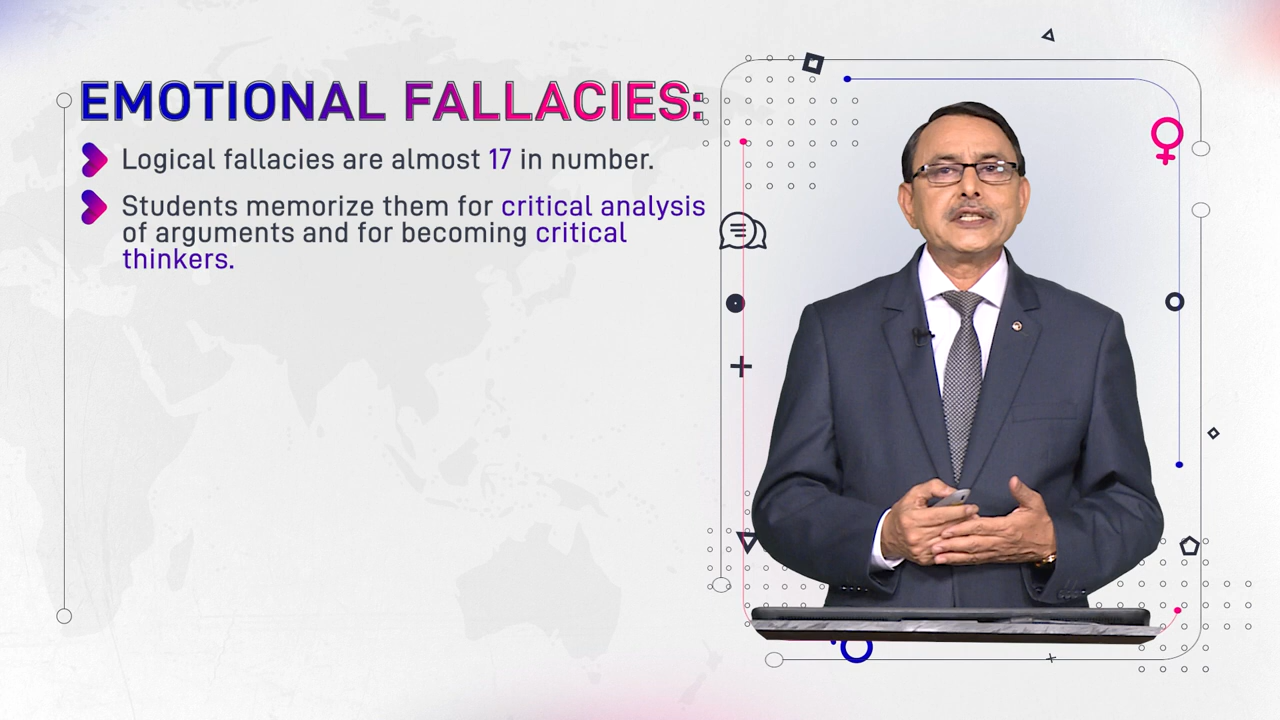 EMOTIONAL FALLACIES:
Logical fallacies are almost 17 in number.
Students memorize them for critical analysis
of arguments and for becoming critical
thinkers.